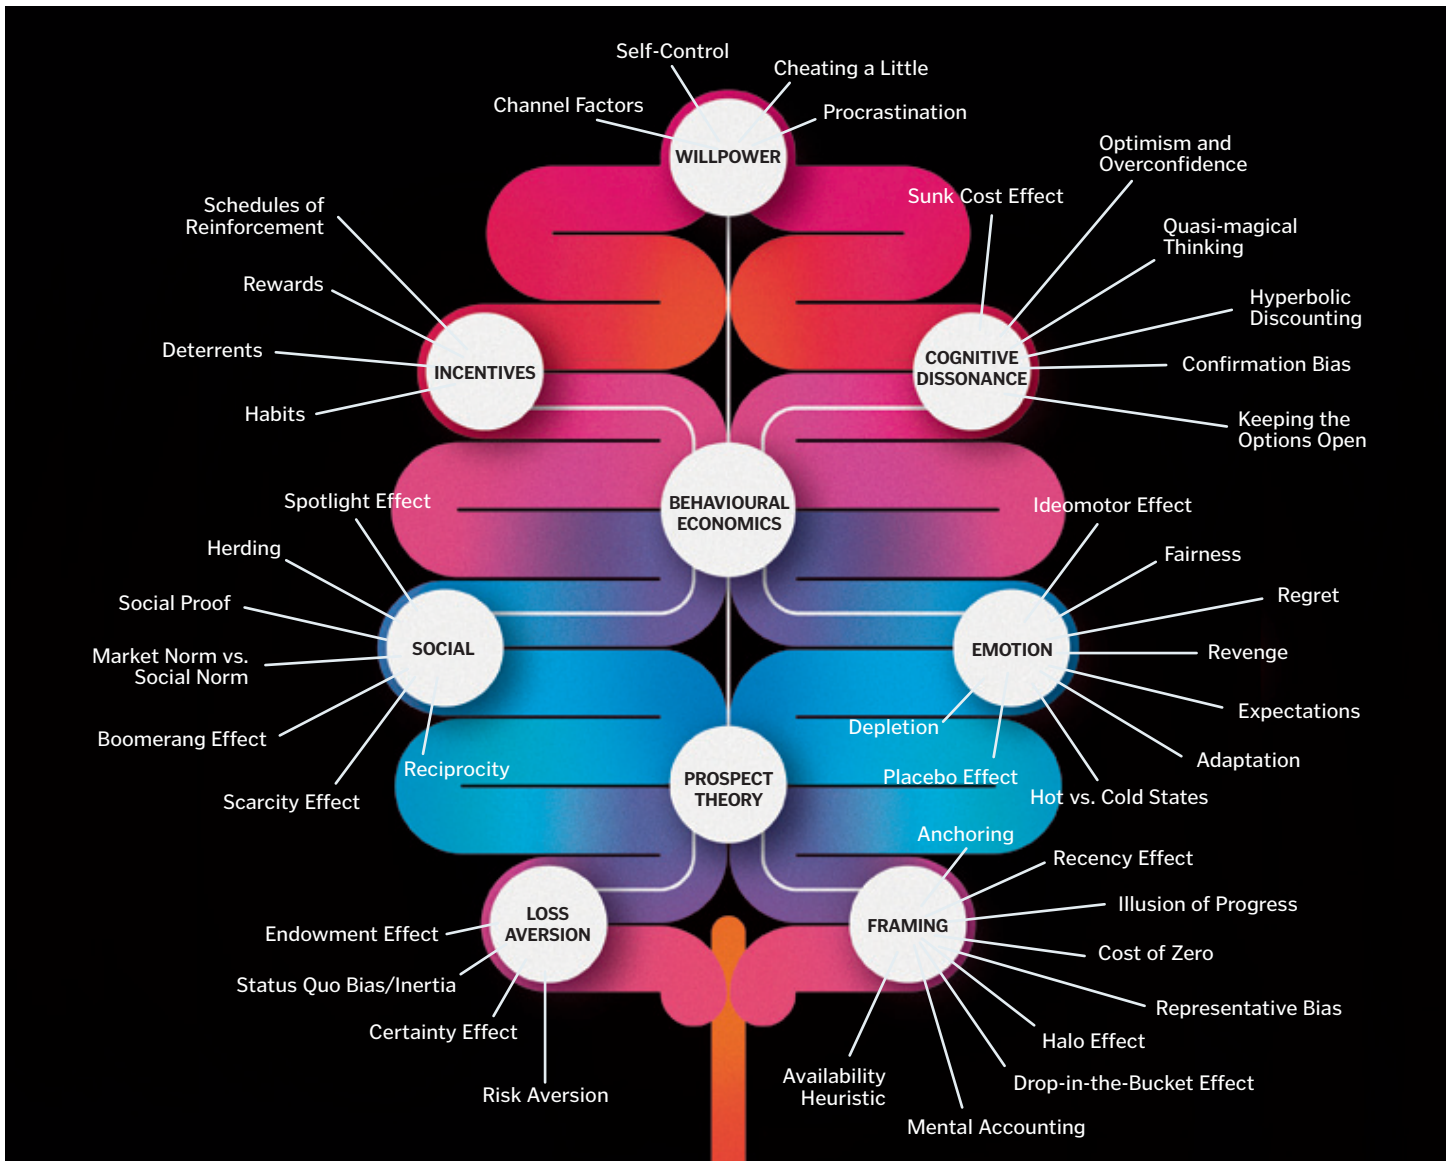 Self-Control
Cheating a Little
Channel Factors
Procrastination
WILLPOWER
Optimism and
Overconfidence
Sunk Cost Effect
Quasi-magical
Thinking
Hyperbolic
Discounting
Confirmation Bias
Keeping the
Options Open
COGNITIVE
DISSONANCE
Schedules of
Reinforcement
Rewards
Deterrents
Habits
INCENTIVES
BEHAVIOURAL
ECONOMICS
Spotlight Effect
Herding
Social Proof
Market Norm vs.
Social Norm
Boomerang Effect
Scarcity Effect
Reciprocity
SOCIAL
Ideomotor Effect
Fairness
Regret
Revenge
Expectations
Adaptation
Hot vs. Cold States
Placebo Effect
Depletion
EMOTION
PROSPECT
THEORY
LOSS
AVERSION
Endowment Effect
Status Quo Bias/Inertia
Certainty Effect
Risk Aversion
FRAMING
Anchoring
Recency Effect
Illusion of Progress
Cost of Zero
Representative Bias
Halo Effect
Drop-in-the-Bucket Effect
Mental Accounting
Availability
Heuristic